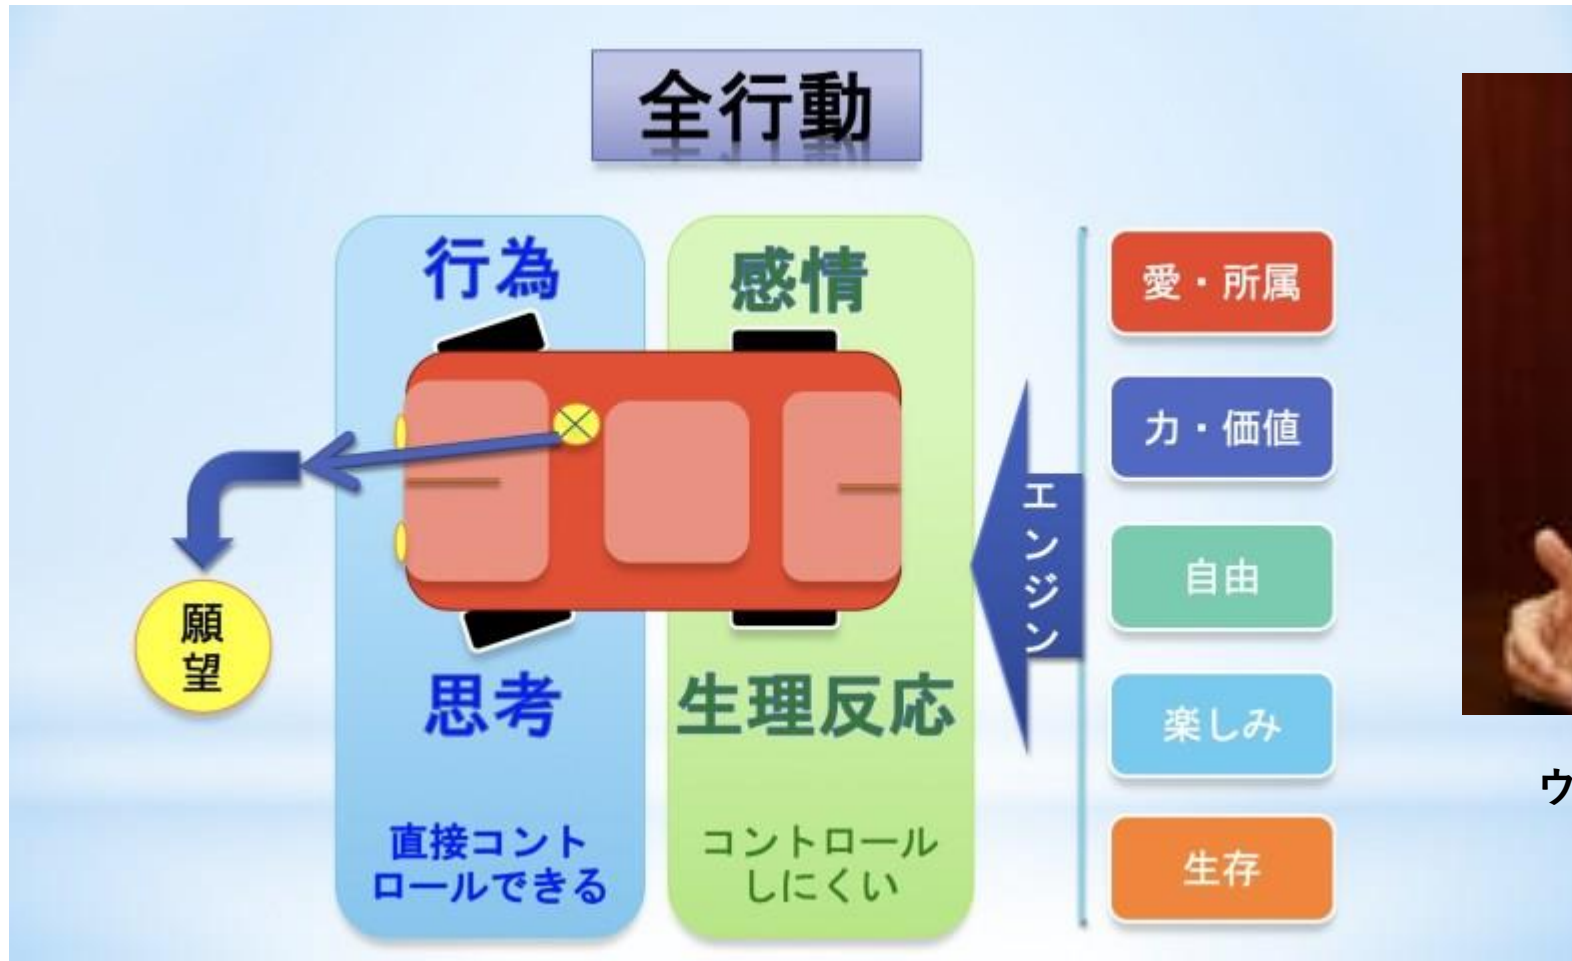 全行動
行為
感情
思考
生理反応
直接コント
ロールできる
コントロール
しにくい
願
望
エンジン
愛・所属
力・価値
自由
楽しみ
生存
ウ